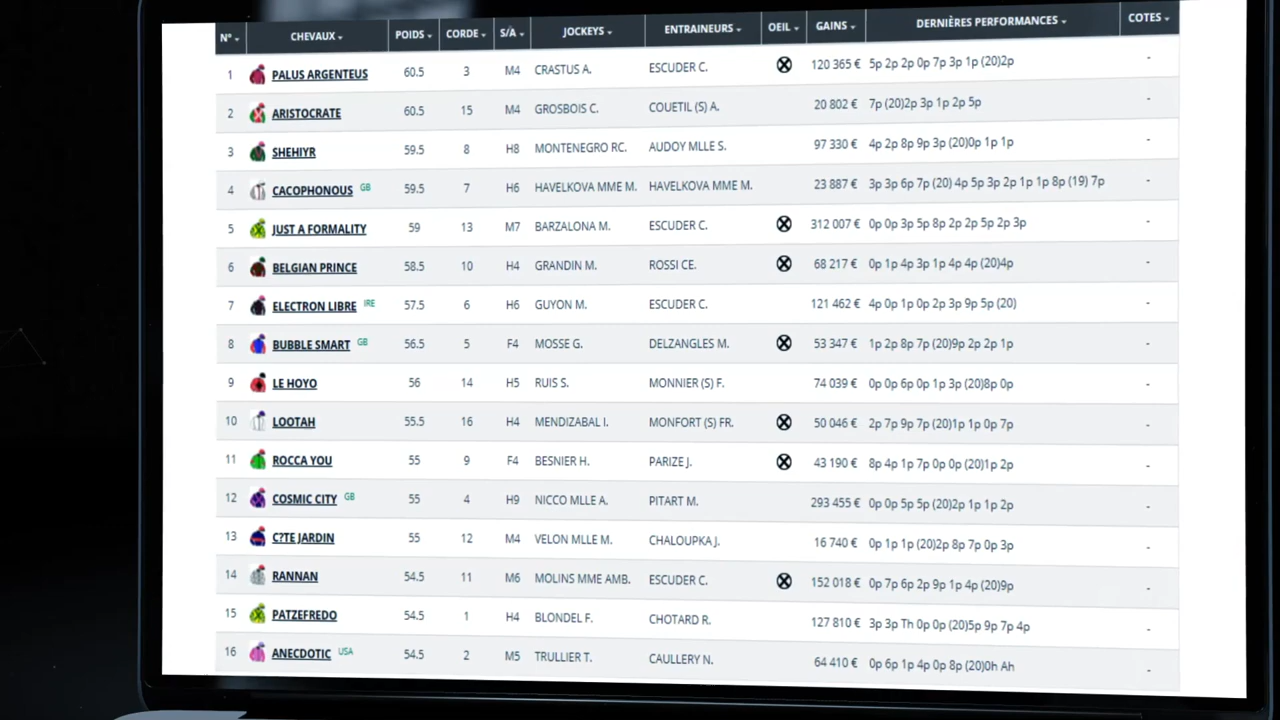 N° CHEVAUX POIDS CORDE S/A JOCKEYS ENTRAINEURS OEIL GAINS DERNIÈRES PERFORMANCES COTES
1 PALUS ARGENTEUS 60.5 3 M4 CRASTUS A. ESCUDER C. 120 365 € 5p 2p 2p 0p 7p 3p 1p (20)2p -
2 ARISTOCRATE 60.5 15 M4 GROSBOIS C. COUETIL (S) A. 20 802 € 7p (20)2p 3p 1p 2p 5p -
3 SHEHIYR 59.5 8 H8 MONTENEGRO RC. AUDOY MLLE S. 97 330 € 4p 2p 8p 9p 3p (20)0p 1p 1p -
4 CACOPHONOUS GB 59.5 7 H6 HAVELKOVA MME M. HAVELKOVA MME M. 23 887 € 3p 3p 6p 7p (20) 4p 5p 3p 2p 1p 1p 8p (19) 7p -
5 JUST A FORMALITY 59 13 M7 BARZALONA M. ESCUDER C. 312 007 € 0p 0p 3p 5p 8p 2p 2p 5p 2p 3p -
6 BELGIAN PRINCE 58.5 10 H4 GRANDIN M. ROSSI CE. 68 217 € 0p 1p 4p 3p 1p 4p 4p (20)4p -
7 ELECTRON LIBRE IRE 57.5 6 H6 GUYON M. ESCUDER C. 121 462 € 4p 0p 1p 0p 2p 3p 9p 5p (20) -
8 BUBBLE SMART GB 56.5 5 F4 MOSSE G. DELZANGLES M. 53 347 € 1p 2p 8p 7p (20)9p 2p 2p 1p -
9 LE HOYO 56 14 H5 RUIS S. MONNIER (S) F. 74 039 € 0p 0p 6p 0p 1p 3p (20)8p 0p -
10 LOOTAH 55.5 16 H4 MENDIZABAL I. MONFORT (S) FR. 50 046 € 2p 7p 9p 7p (20)1p 1p 0p 7p -
11 ROCCA YOU 55 9 F4 BESNIER H. PARIZE J. 43 190 € 8p 4p 1p 7p 0p 0p (20)1p 2p -
12 COSMIC CITY GB 55 4 H9 NICCO MLLE A. PITART M. 293 455 € 0p 0p 5p 5p (20)2p 1p 1p 2p -
13 C?TE JARDIN 55 12 M4 VELON MLLE M. CHALOUPKA J. 16 740 € 0p 1p 1p (20)2p 8p 7p 0p 3p -
14 RANNAN 54.5 11 M6 MOLINS MME AMB. ESCUDER C. 152 018 € 0p 7p 6p 2p 9p 1p 4p (20)9p -
15 PATZEFREDO 54.5 1 H4 BLONDEL F. CHOTARD R. 127 810 € 3p 3p Th 0p 0p (20)5p 9p 7p 4p -
16 ANECDOTIC USA 54.5 2 M5 TRULLIER T. CAULLERY N. 64 410 € 0p 6p 1p 4p 0p 8p (20)0h Ah -